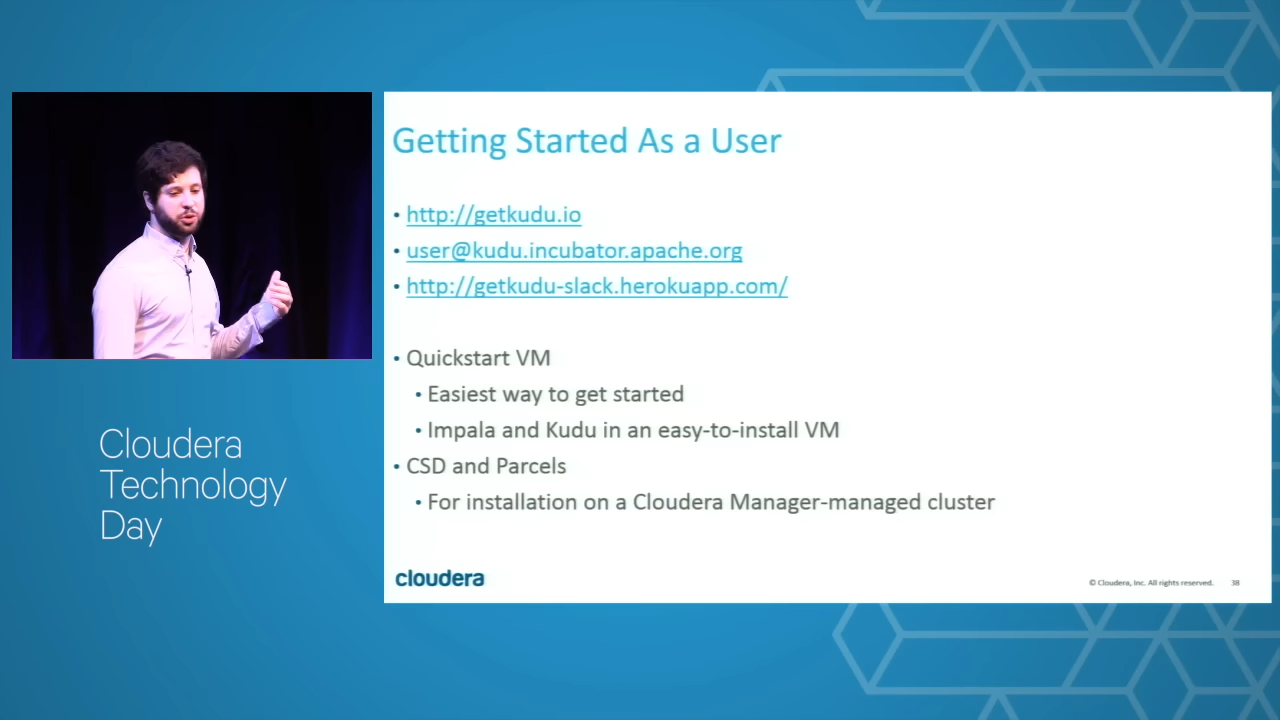 Getting Started As a User
• http://getkudu.io
• user@kudu.incubator.apache.org
• http://getkudu-slack.herokuapp.com/
• Quickstart VM
• Easiest way to get started
• Impala and Kudu in an easy-to-install VM
• CSD and Parcels
• For installation on a Cloudera Manager-managed cluster
cloudera
© Cloudera, Inc. All rights reserved. 38
Cloudera
Technology
Day